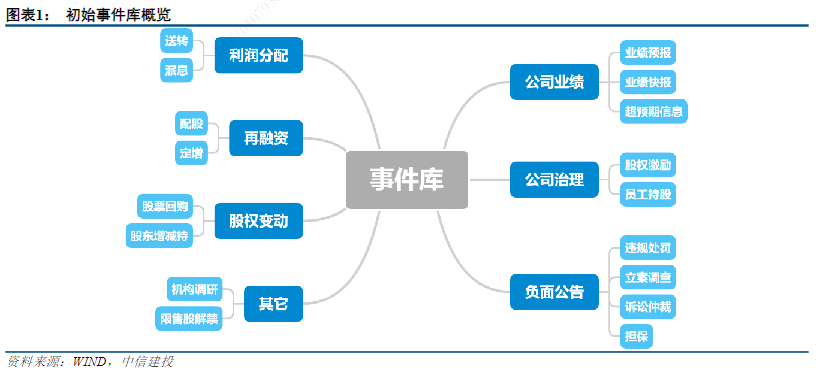 图表1： 初始事件库概览
送转
派息
利润分配
配股
定增
再融资
股票回购
股东增减持
股权变动
机构调研
限售股解禁
其它
事件库
公司业绩
业绩预报
业绩快报
超预期信息
公司治理
股权激励
员工持股
负面公告
违规处罚
立案调查
诉讼仲裁
担保
资料来源：WIND，中信建投